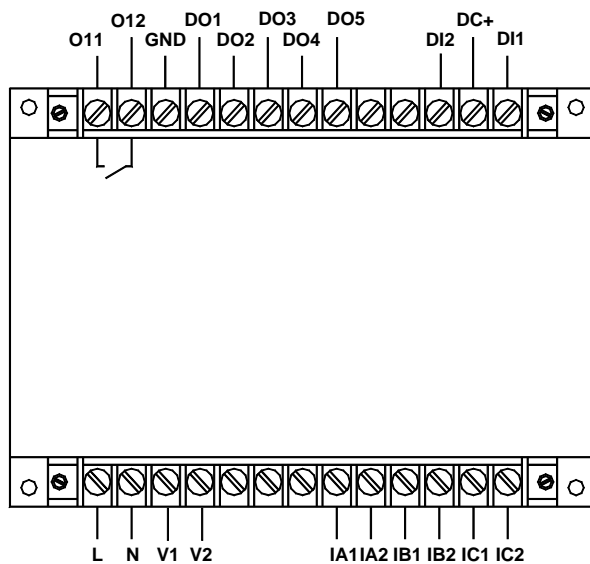 O12 DO1 DO3 DO5 DC+
O11 GND DO2 DO4 DI2 DI1
L N V1 V2 IA1 IA2 IB1 IB2 IC1 IC2